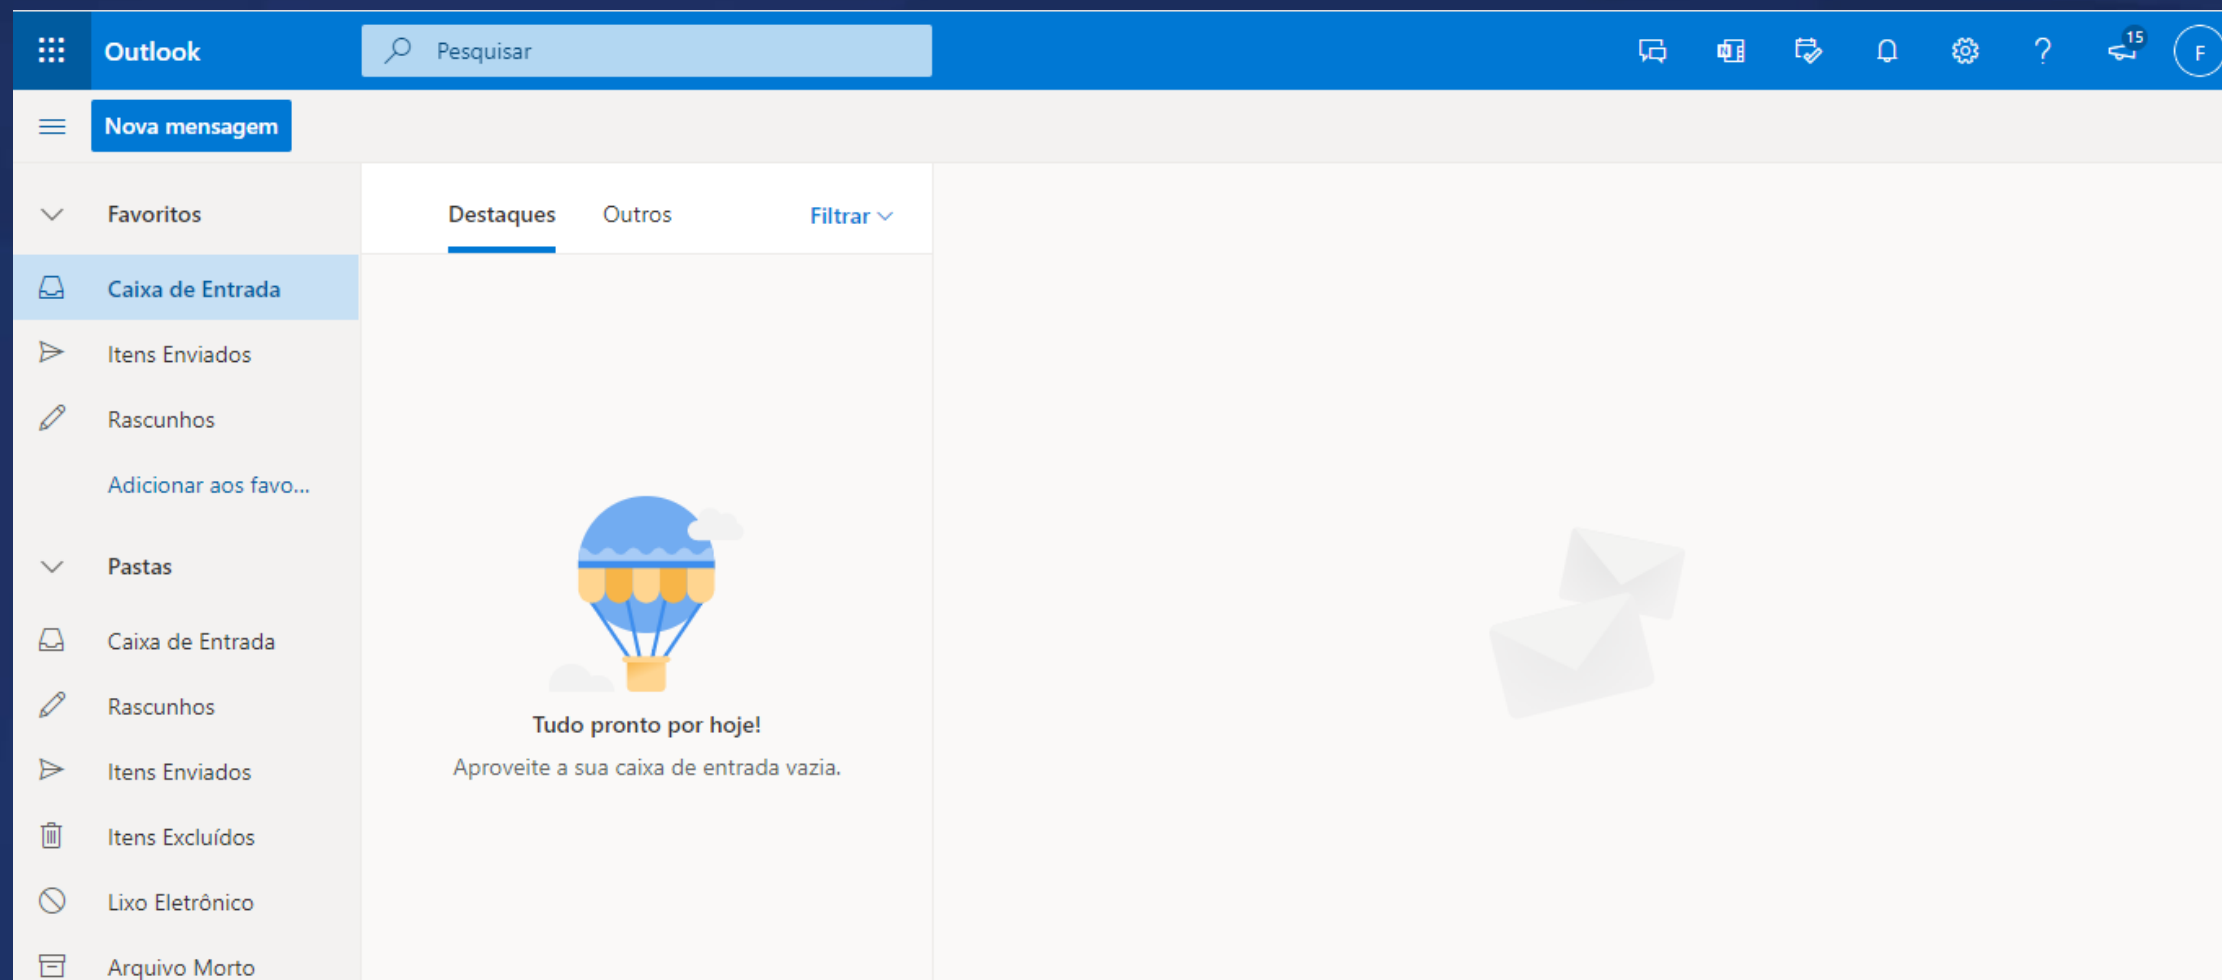 Outlook
Pesquisar
15
F
Nova mensagem
Favoritos
Destaques Outros Filtrar
Caixa de Entrada
Itens Enviados
Rascunhos
Adicionar aos favo...
Pastas
Caixa de Entrada
Rascunhos
Itens Enviados
Itens Excluídos
Lixo Eletrônico
Arquivo Morto
Tudo pronto por hoje!
Aproveite a sua caixa de entrada vazia.